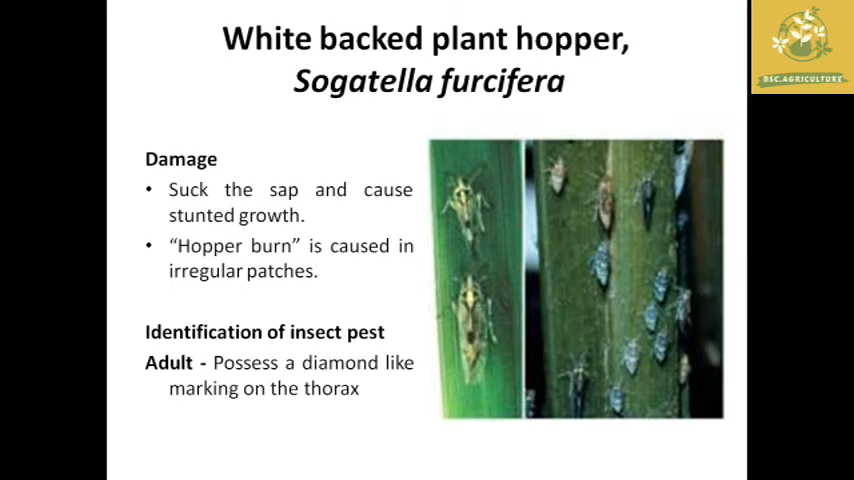 White backed plant hopper,
Sogatella furcifera
BSC.AGRICULTURE
Damage
• Suck the sap and cause
stunted growth.
• “Hopper burn” is caused in
irregular patches.
Identification of insect pest
Adult - Possess a diamond like
marking on the thorax